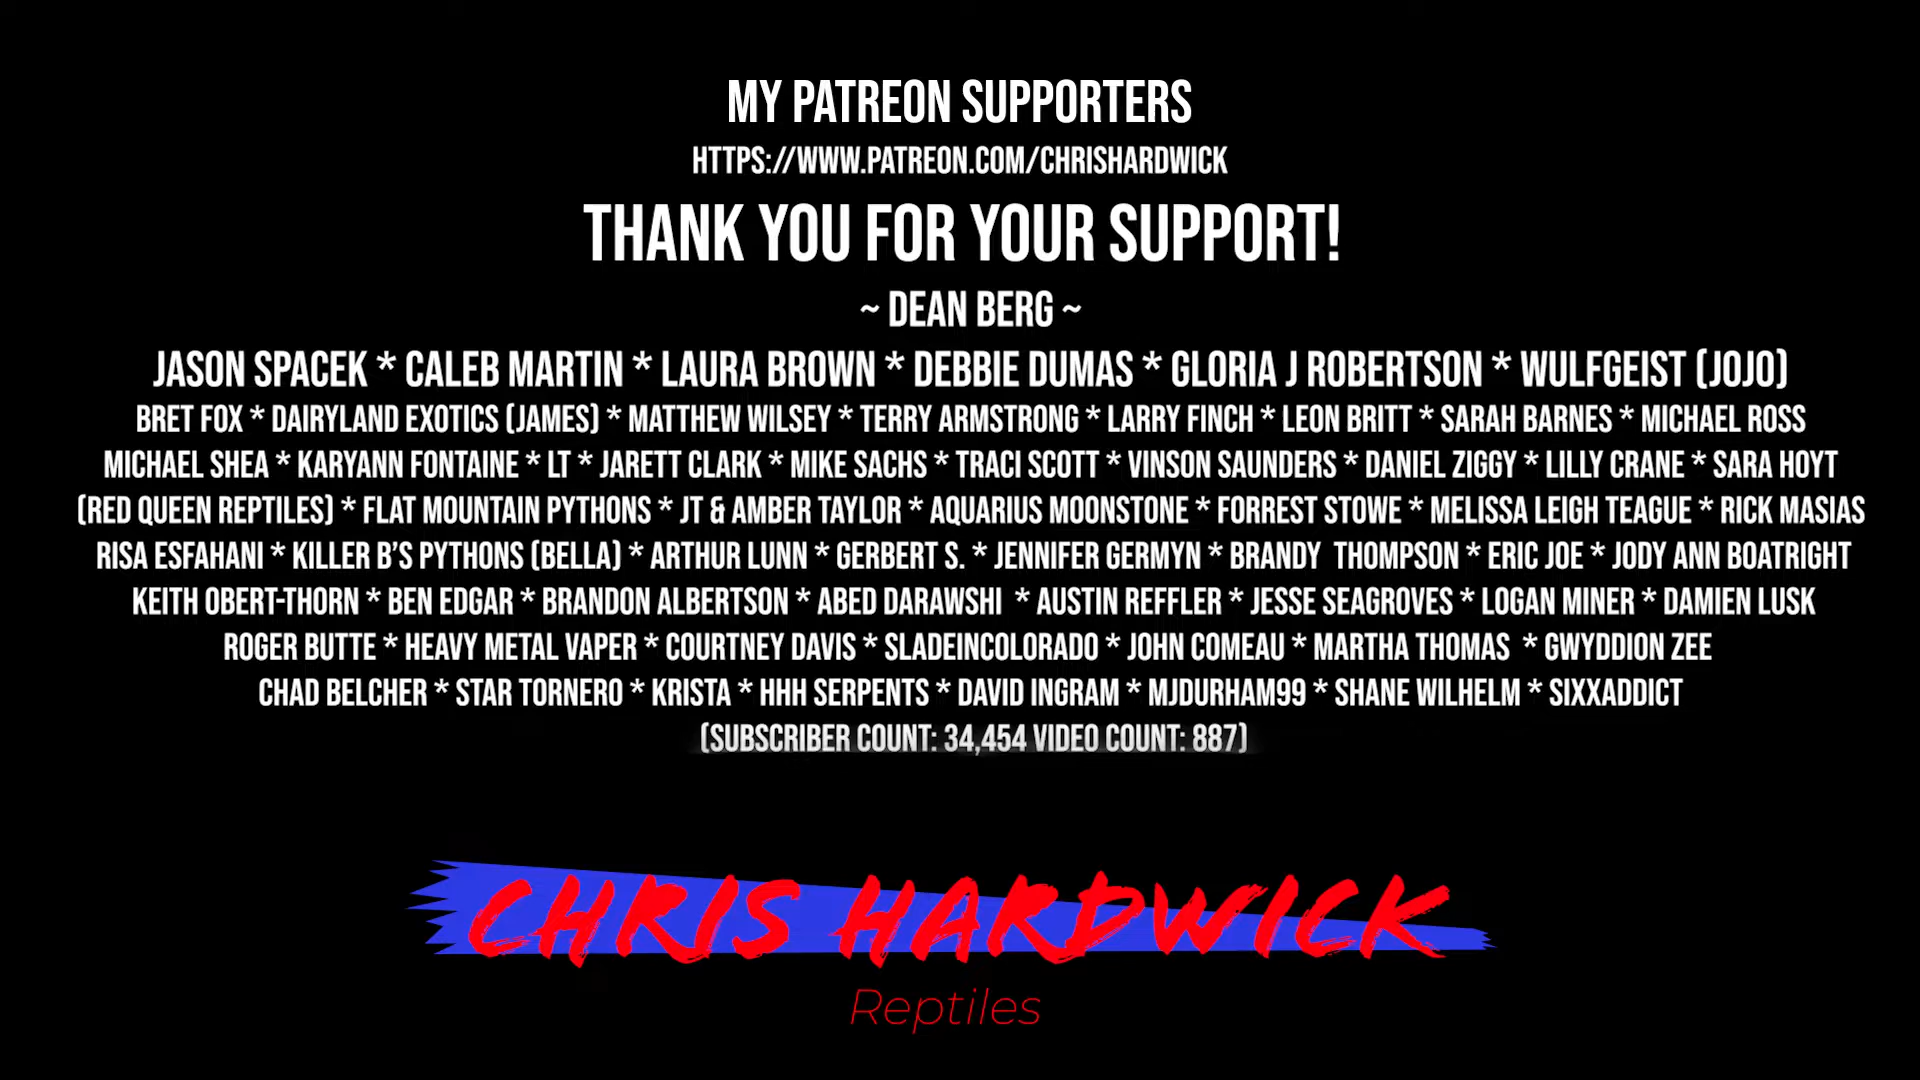 MY PATREON SUPPORTERS
HTTPS://WWW.PATREON.COM/CHRISHARDWICK
THANK YOU FOR YOUR SUPPORT!
~ DEAN BERG ~
JASON SPACEK * CALEB MARTIN * LAURA BROWN * DEBBIE DUMAS * GLORIA J ROBERTSON * WULFGEIST (JOJO)
BRET FOX * DAIRYLAND EXOTICS (JAMES) * MATTHEW WILSEY * TERRY ARMSTRONG * LARRY FINCH * LEON BRITT * SARAH BARNES * MICHAEL ROSS
MICHAEL SHEA * KARYANN FONTAINE * LT * JARETT CLARK * MIKE SACHS * TRACI SCOTT * VINSON SAUNDERS * DANIEL ZIGGY * LILLY CRANE * SARA HOYT
(RED QUEEN REPTILES) * FLAT MOUNTAIN PYTHONS * JT & AMBER TAYLOR * AQUARIUS MOONSTONE * FORREST STOWE * MELISSA LEIGH TEAGUE * RICK MASIAS
RISA ESFAHANI * KILLER B'S PYTHONS (BELLA) * ARTHUR LUNN * GERBERT S. * JENNIFER GERMYN * BRANDY  THOMPSON * ERIC JOE * JODY ANN BOATRIGHT
KEITH OBERT-THORN * BEN EDGAR * BRANDON ALBERTSON * ABED DARAWSHI  * AUSTIN REFFLER * JESSE SEAGROVES * LOGAN MINER * DAMIEN LUSK
ROGER BUTTE * HEAVY METAL VAPER * COURTNEY DAVIS * SLADEINCOLORADO * JOHN COMEAU * MARTHA THOMAS  * GWYDDION ZEE
CHAD BELCHER * STAR TORNERO * KRISTA * HHH SERPENTS * DAVID INGRAM * MJDURHAM99 * SHANE WILHELM * SIXXADDICT
(SUBSCRIBER COUNT: 34,454 VIDEO COUNT: 887)
CHRIS HARDWICK
Reptiles